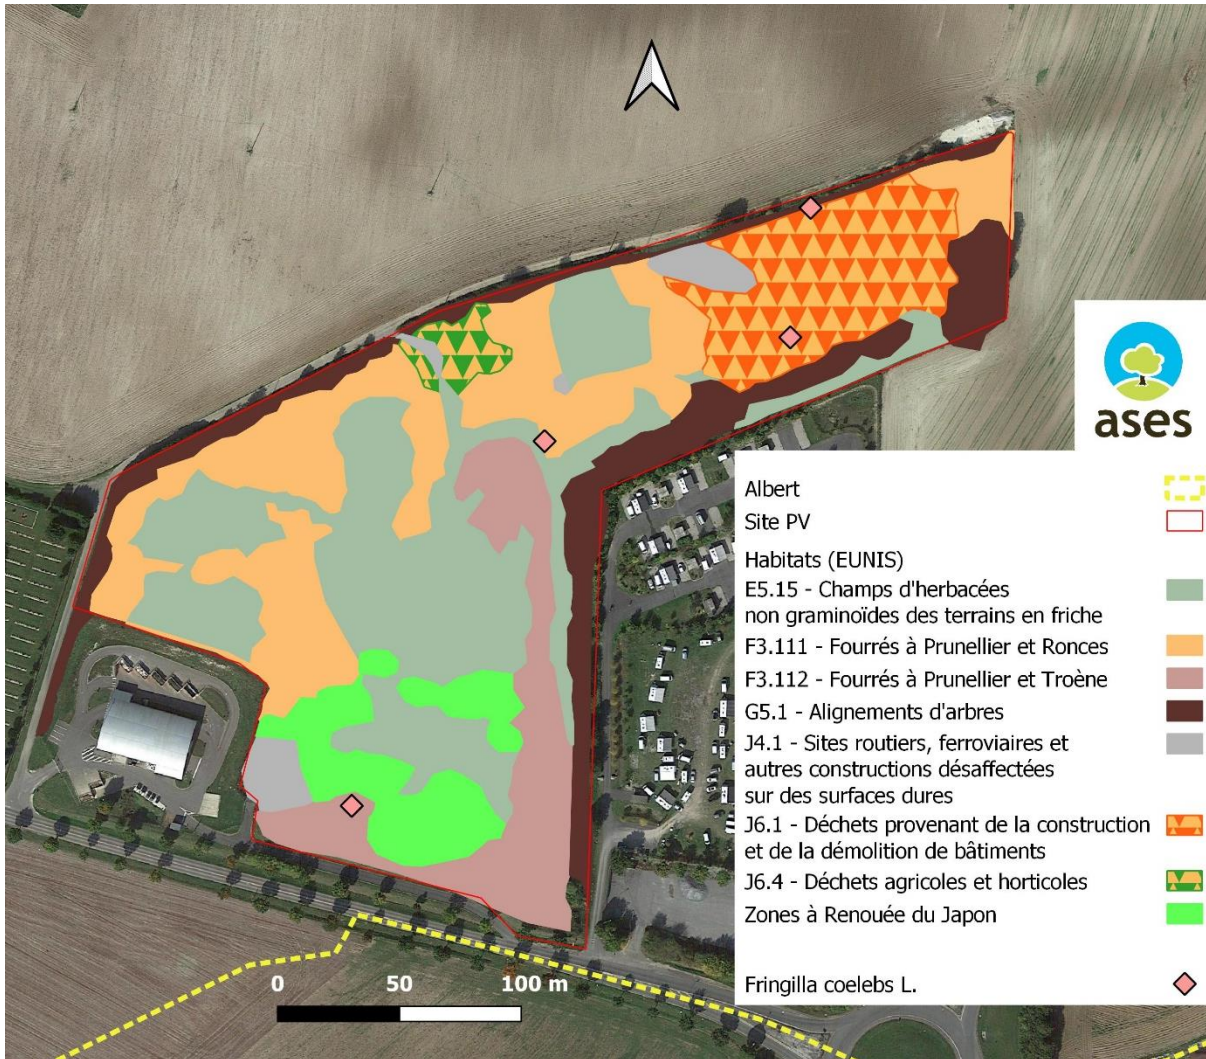 ases
Albert
Site PV
Habitats (EUNIS)
E5.15 - Champs d'herbacées
non graminoïdes des terrains en friche
F3.111 - Fourrés à Prunellier et Ronces
F3.112 - Fourrés à Prunellier et Troène
G5.1 - Alignements d'arbres
J4.1 - Sites routiers, ferroviaires et
autres constructions désaffectées
sur des surfaces dures
J6.1 - Déchets provenant de la construction
et de la démolition de bâtiments
J6.4 - Déchets agricoles et horticoles
Zones à Renouée du Japon
Fringilla coelebs L.
0 50 100 m